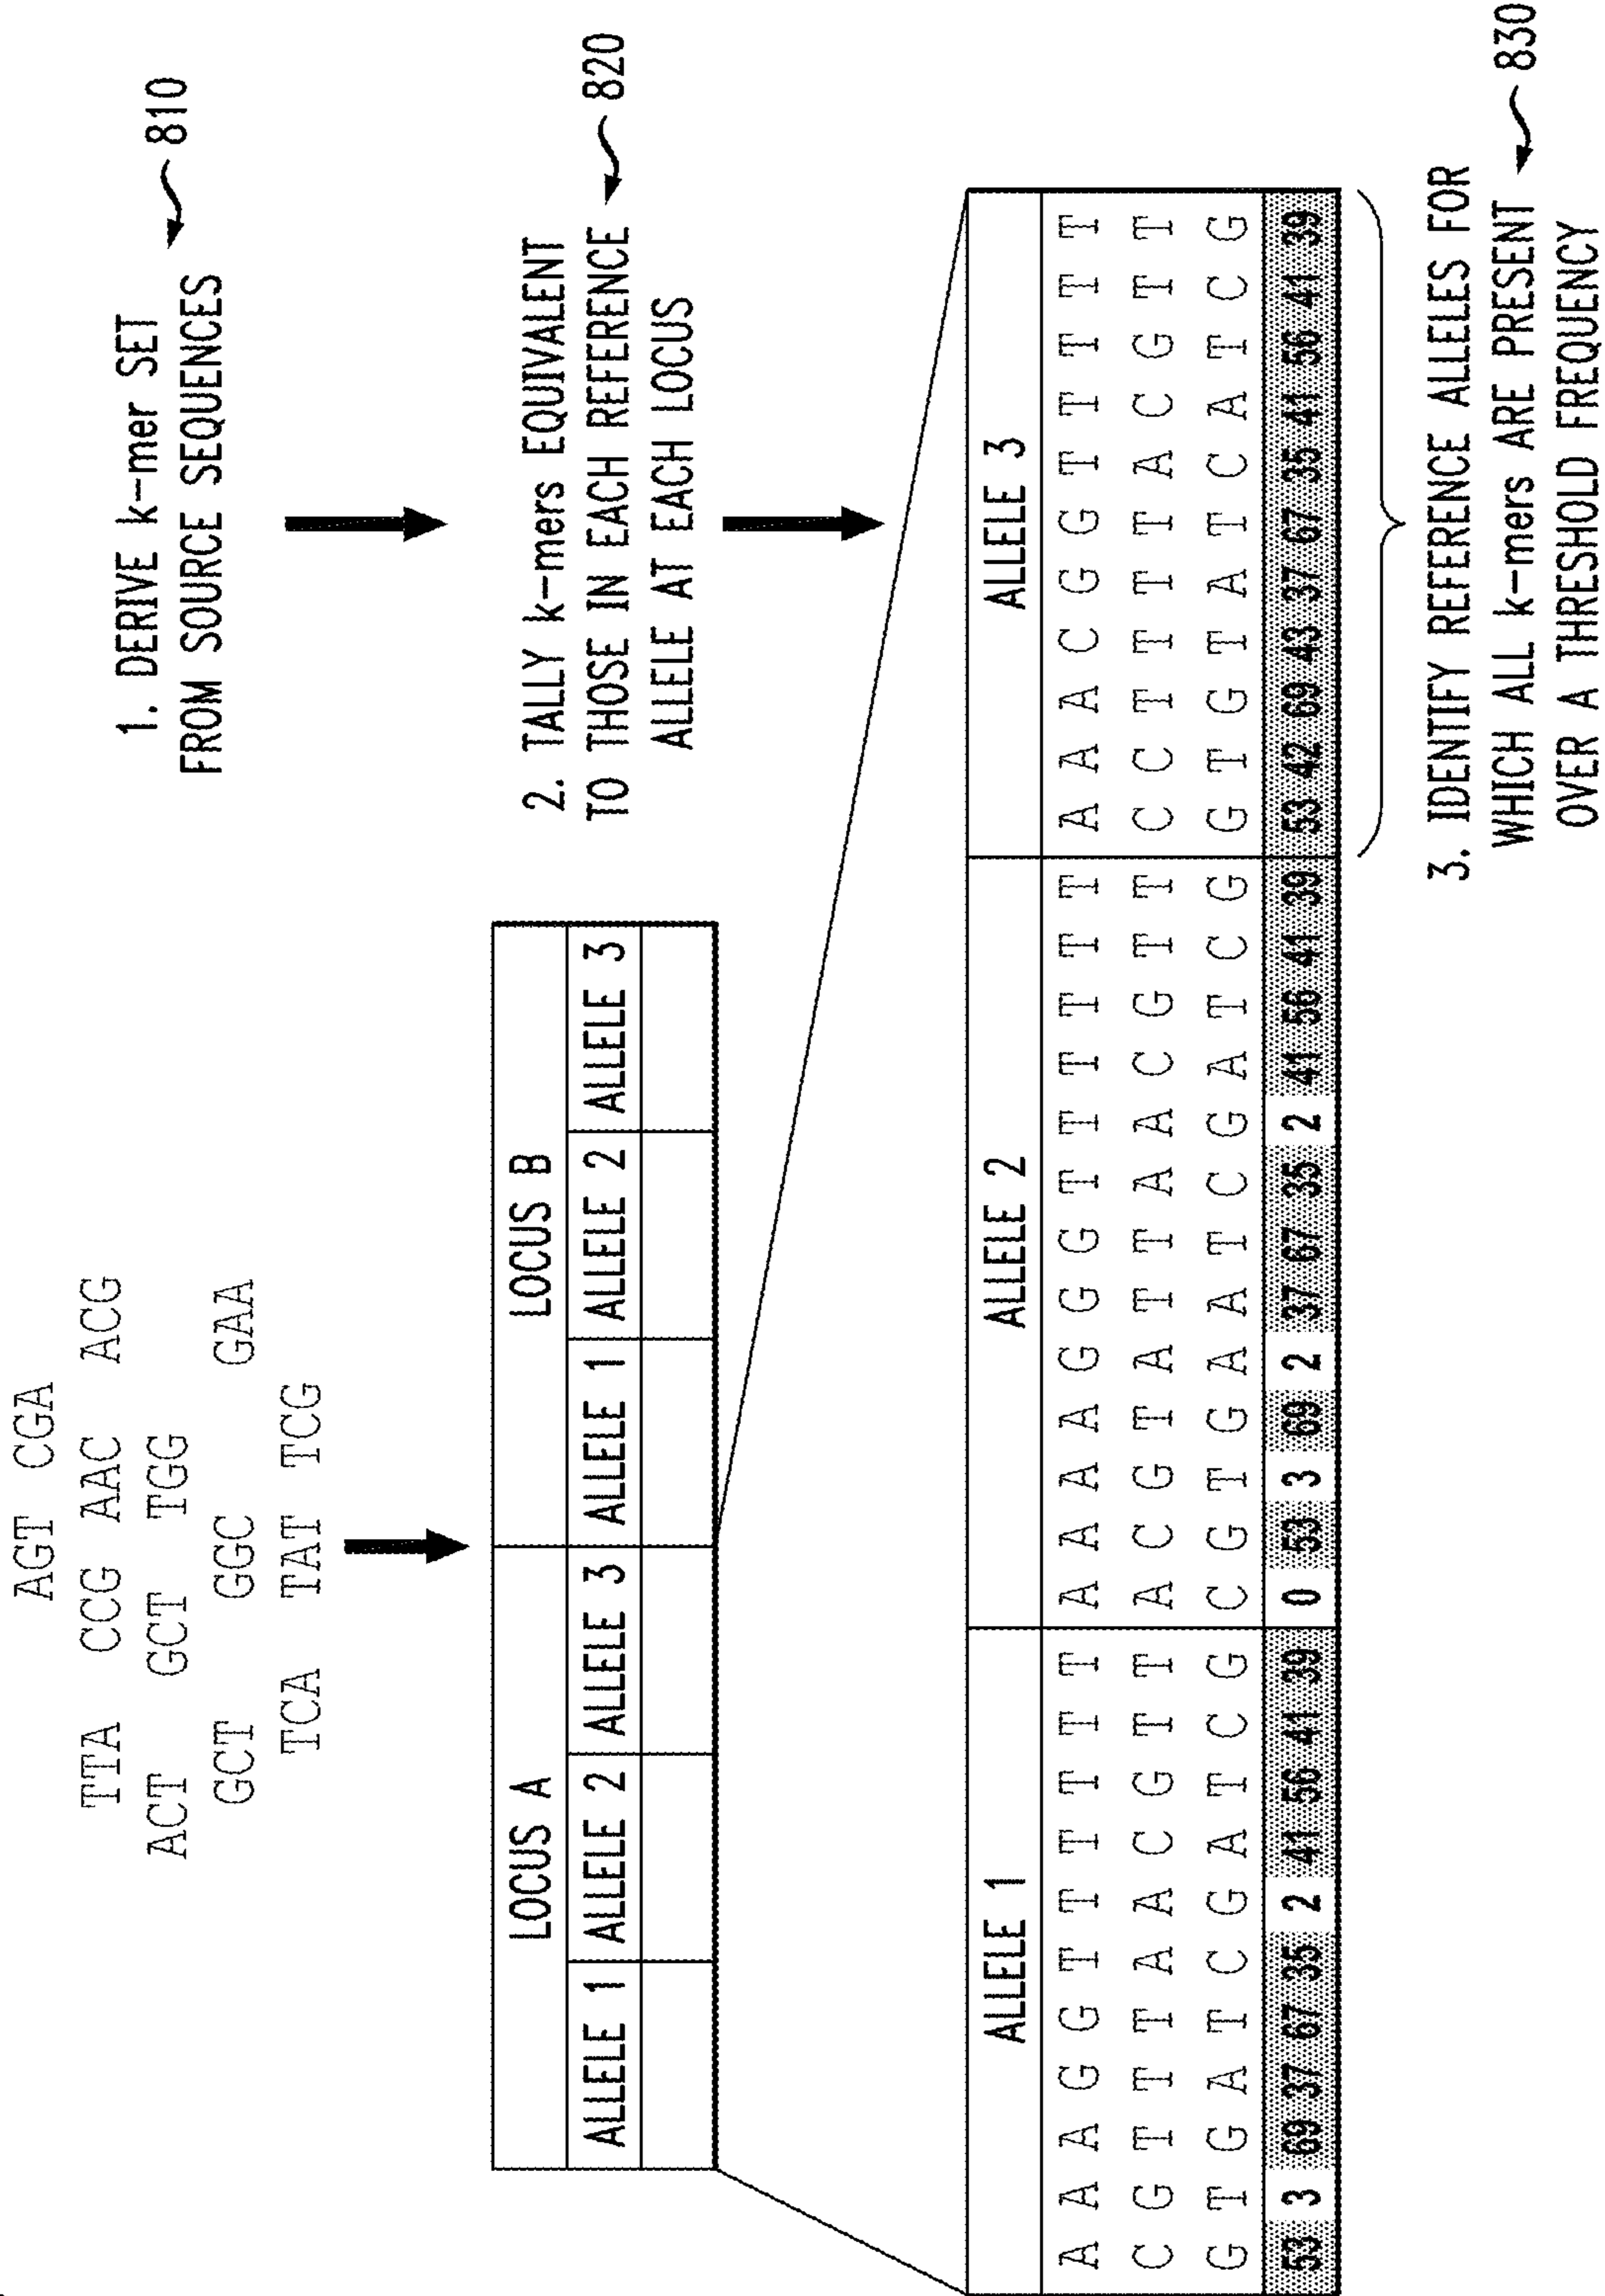 AGT CGA
TTA CCG AAC ACG
ACT GCT TGG
GCT GGC GAA
TCA TAT TCG
1. DERIVE k-mer SET
FROM SOURCE SEQUENCES
810
LOCUS A LOCUS B
ALLELE 1 ALLELE 2 ALLELE 3 ALLELE 1 ALLELE 2 ALLELE 3
2. TALLY k-mers EQUIVALENT
TO THOSE IN EACH REFERENCE
ALLELE AT EACH LOCUS
820
ALLELE 1 ALLELE 2 ALLELE 3
A A A G G T T T T T T A A A A G G G T T T T T T A A A C G G T T T T T
C G T T T A A C G T T A C G T A T T A A C G T T C C T T T T A C G T T
G T G A T C G A T C G C G T G A A T C G A T C G G T G T A T C A T C G
53 3 69 37 67 35 2 41 56 41 39 0 53 3 69 2 37 67 35 2 41 56 41 39 53 42 69 43 37 67 35 41 56 41 39
3. IDENTIFY REFERENCE ALLELES FOR
WHICH ALL k-mers ARE PRESENT
OVER A THRESHOLD FREQUENCY
830